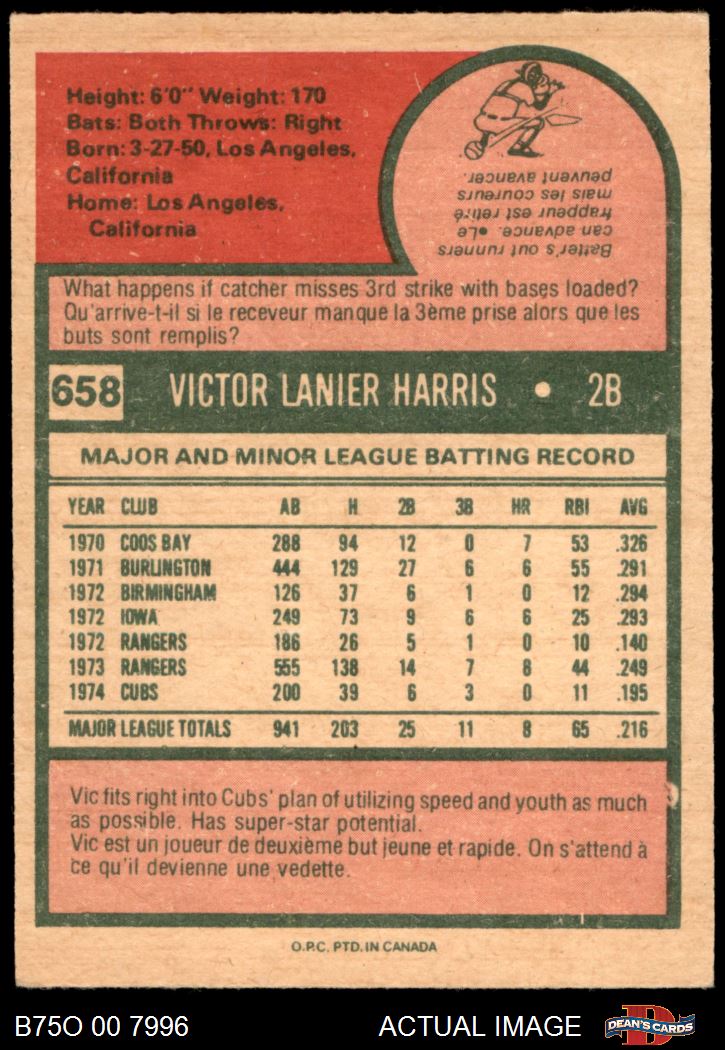 Height: 6'0" Weight: 170
Bats: Both Throws: Right
Born: 3-27-50, Los Angeles,
California
Home: Los Angeles,
California
Batter's out runners
can advance. •Le
frappeur est retiré
mais les coureurs
peuvent avancer.
What happens if catcher misses 3rd strike with bases loaded?
Qu'arrive-t-il si le receveur manque la 3ème prise alors que les
buts sont remplis?
658 VICTOR LANIER HARRIS • 2B
MAJOR AND MINOR LEAGUE BATTING RECORD
YEAR CLUB AB H 2B 3B HR RBI AVG
1970 COOS BAY 288 94 12 0 7 53 .326
1971 BURLINGTON 444 129 27 6 6 55 .291
1972 BIRMINGHAM 126 37 6 1 0 12 .294
1972 IOWA 249 73 9 6 6 25 .293
1972 RANGERS 186 26 5 1 0 10 .140
1973 RANGERS 555 138 14 7 8 44 .249
1974 CUBS 200 39 6 3 0 11 .195
MAJOR LEAGUE TOTALS 941 203 25 11 8 65 .216
Vic fits right into Cubs' plan of utilizing speed and youth as much
as possible. Has super-star potential.
Vic est un joueur de deuxième but jeune et rapide. On s'attend à
ce qu'il devienne une vedette.
O.P.C. PTD. IN CANADA
B75O 00 7996 ACTUAL IMAGE
D
DEAN'S CARDS